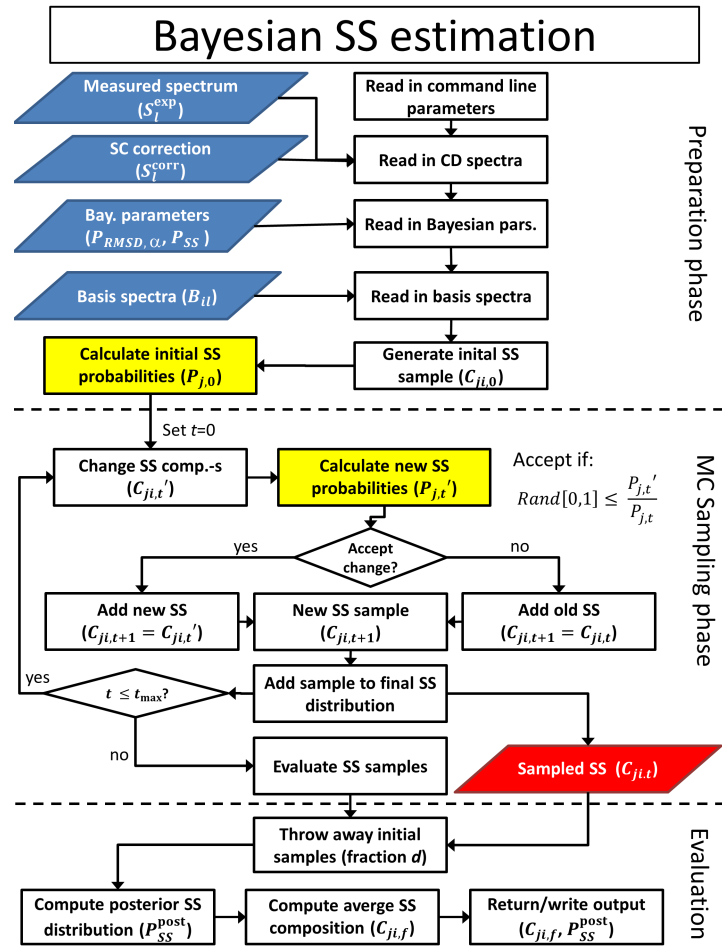 Bayesian SS estimation
Measured spectrum
(S_l^exp)
Read in command line
parameters
SC correction
(S_l^corr)
Read in CD spectra
Bay. parameters
(P_RMSD,α, P_SS )
Read in Bayesian pars.
Basis spectra (B_il)
Read in basis spectra
Calculate initial SS
probabilities (P_j,0)
Generate inital SS
sample (C_ji,0)
Preparation phase
Set t=0
Change SS comp.-s
(C_ji,t′)
Calculate new SS
probabilities (P_j,t′)
Accept if:
Rand[0,1] ≤ P_j,t′ / P_j,t
Accept
change?
yes
no
Add new SS
(C_ji,t+1 = C_ji,t′)
New SS sample
(C_ji,t+1)
Add old SS
(C_ji,t+1 = C_ji,t)
MC Sampling phase
yes
t ≤ t_max?
Add sample to final SS
distribution
no
Evaluate SS samples
Sampled SS (C_ji.t)
Throw away initial
samples (fraction d)
Compute posterior SS
distribution (P_SS^post)
Compute averge SS
composition (C_ji,f)
Return/write output
(C_ji,f, P_SS^post)
Evaluation